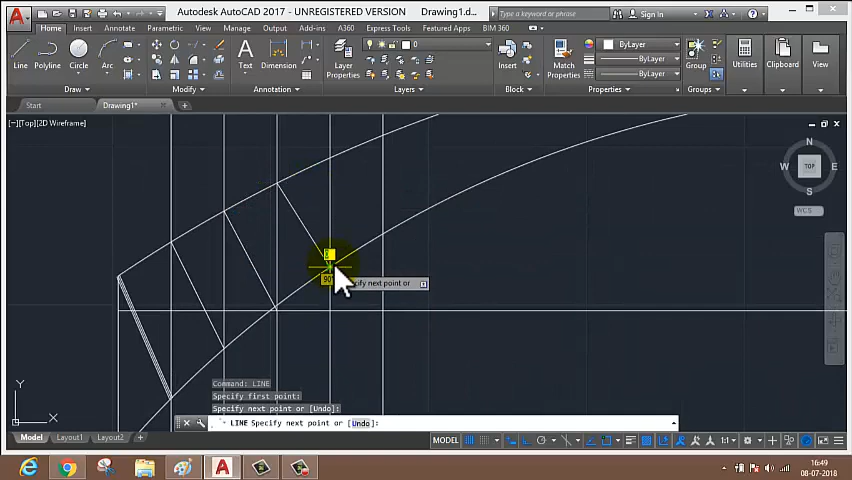 Autodesk AutoCAD 2017 - UNREGISTERED VERSION Drawing1.d...
Type a keyword or phrase
Sign In
Home Insert Annotate Parametric View Manage Output Add-ins A360 Express Tools Featured Apps BIM 360
Line Polyline Circle Arc Text Dimension Layer Properties 0 Insert Match Properties ByLayer ByLayer ByLayer Group Utilities Clipboard View
Draw Modify Annotation Layers Block Properties Groups
Start Drawing1*
[−][Top][2D Wireframe]
N
W TOP E
S
WCS
ify next point or
Y
X
Command: LINE
Specify first point:
Specify next point or [Undo]:
LINE Specify next point or [Undo]:
Model Layout1 Layout2 + MODEL 1:1
16:49
08-07-2018